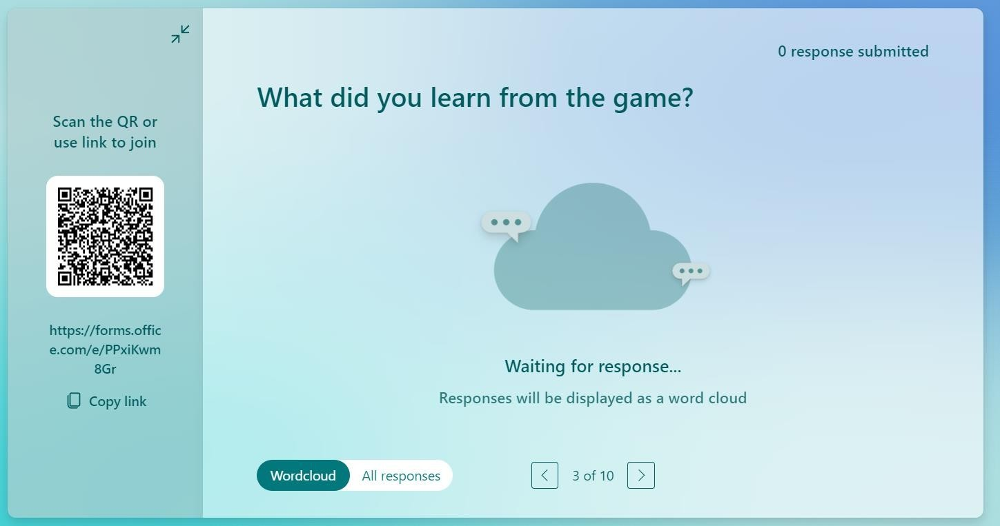 0 response submitted
What did you learn from the game?
Scan the QR or
use link to join
https://forms.offic
e.com/e/PPxiKwm
8Gr
Copy link
Waiting for response...
Responses will be displayed as a word cloud
Wordcloud
All responses
3 of 10